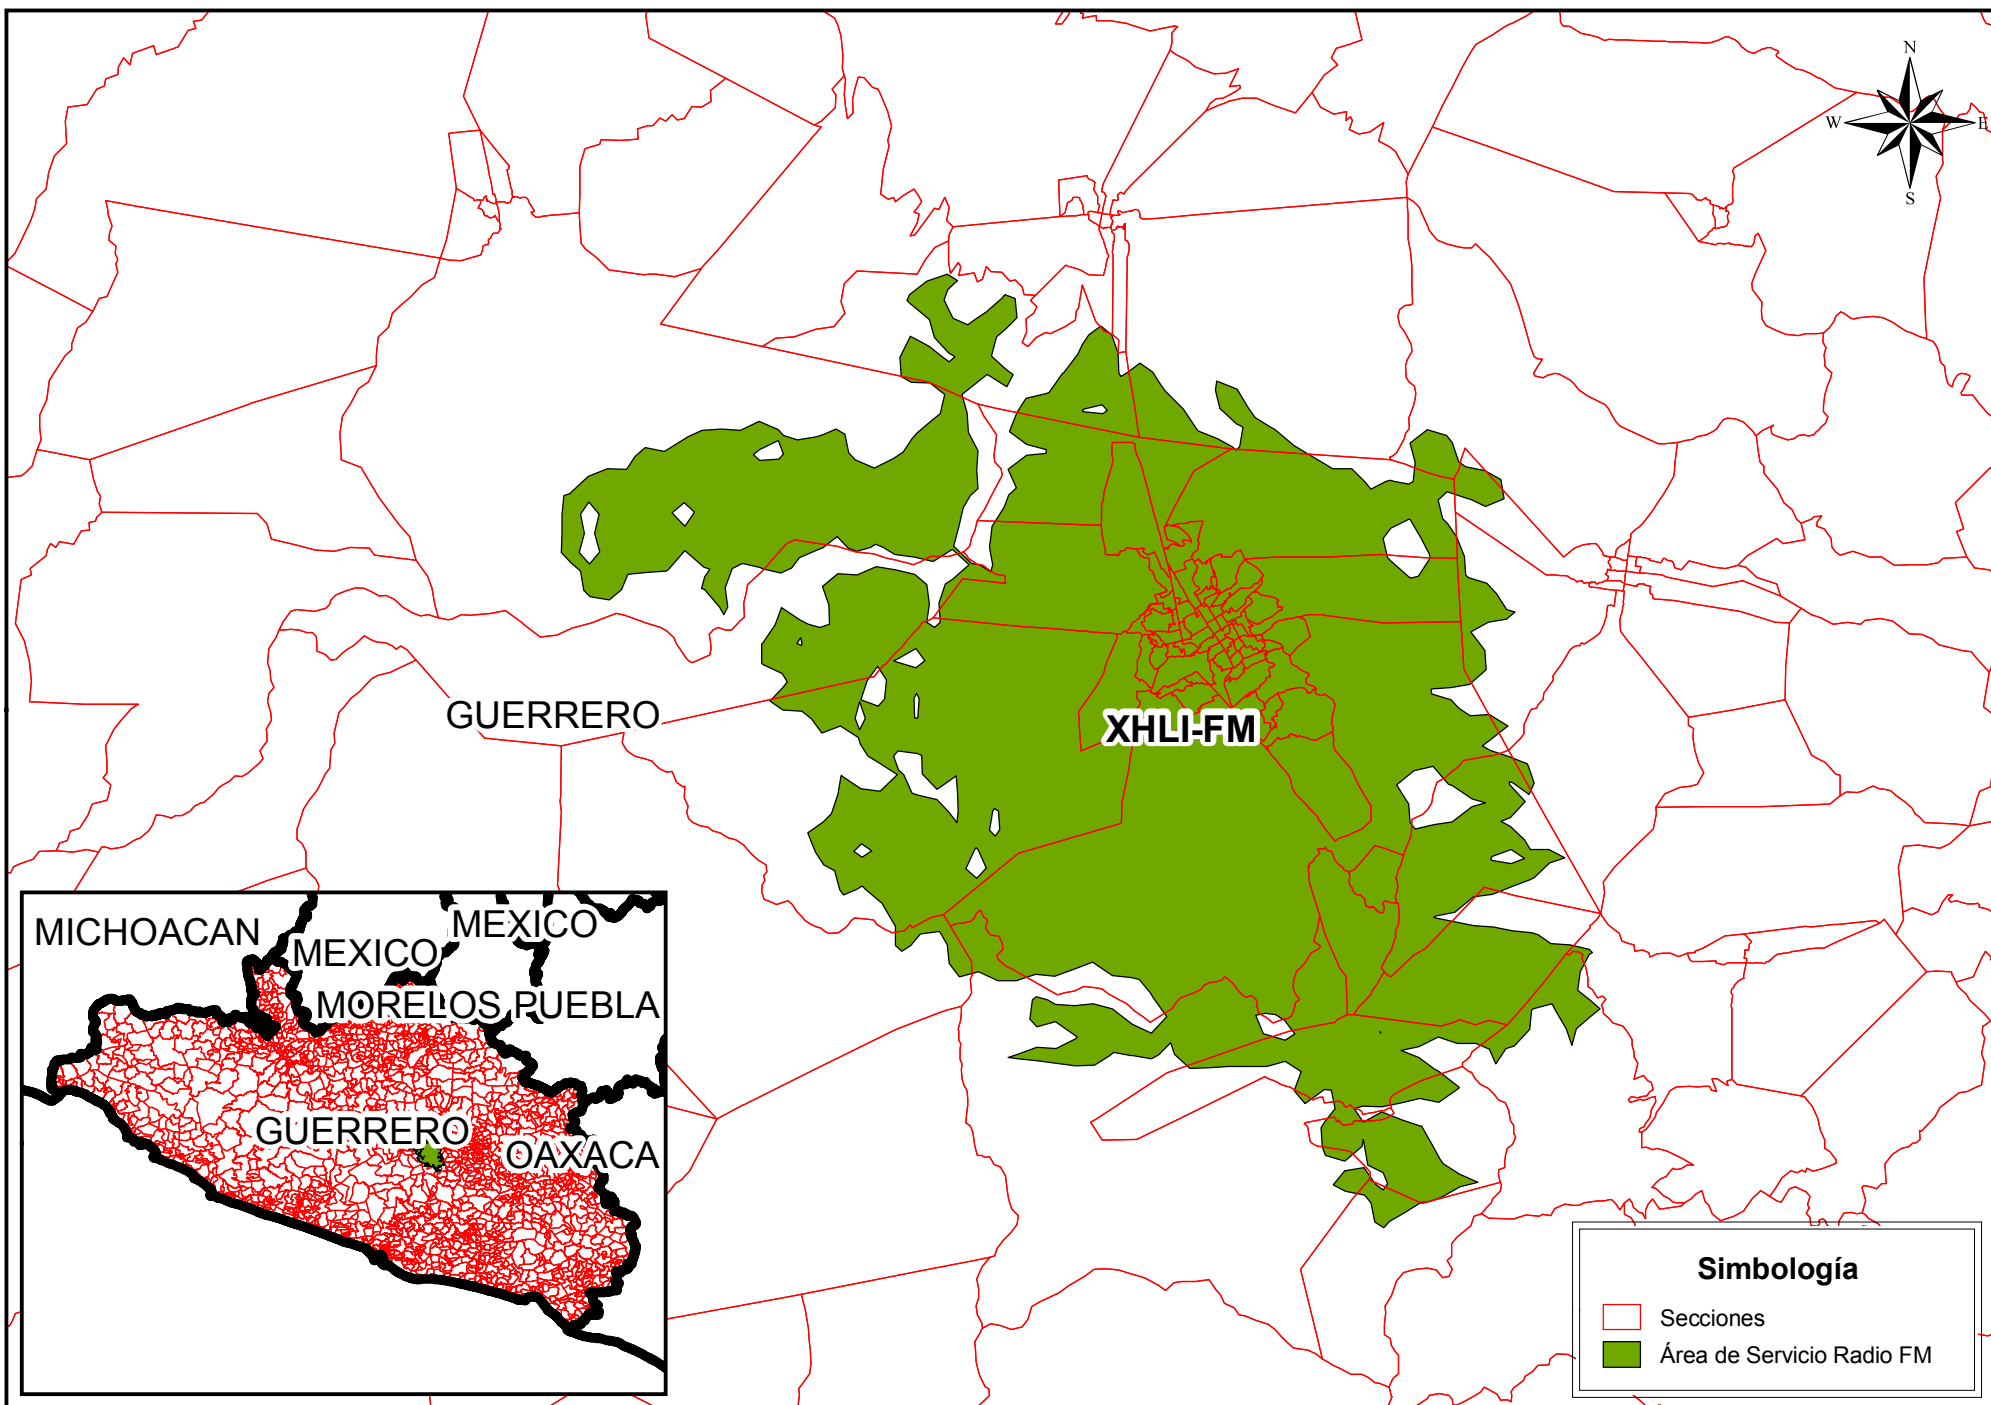 N
W E
S
GUERRERO
XHLI-FM
MICHOACAN
MEXICO
MEXICO
MORELOS
PUEBLA
GUERRERO
OAXACA
Simbología
Secciones
Área de Servicio Radio FM